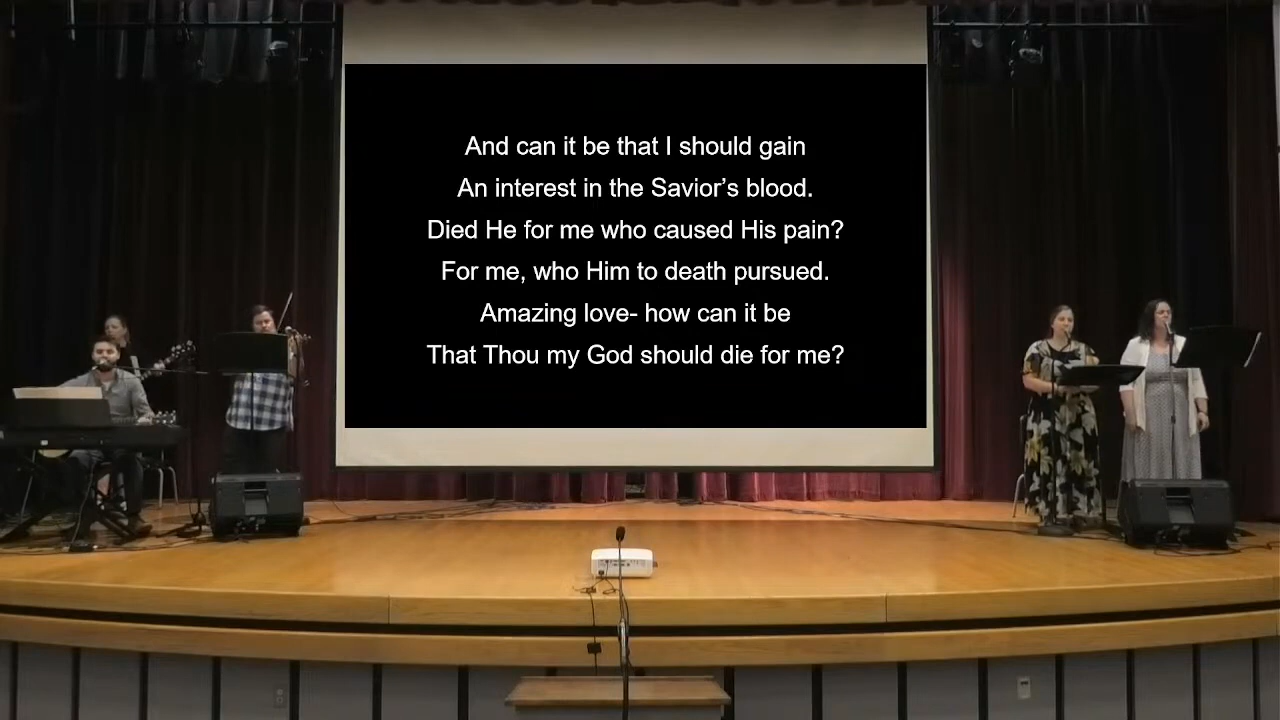 And can it be that I should gain
An interest in the Savior’s blood.
Died He for me who caused His pain?
For me, who Him to death pursued.
Amazing love- how can it be
That Thou my God should die for me?